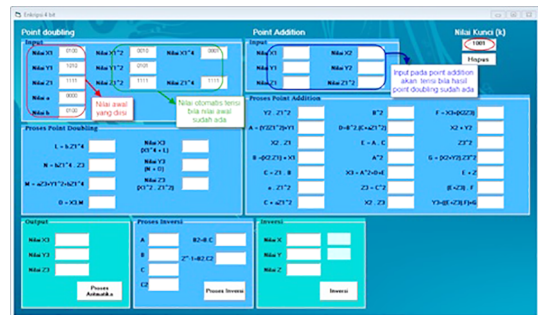 Enkripsi 4 bit
Point doubling
Point Addition
Nilai Kunci (k)
1001
Hapus
Input
Nilai X1 0100 Nilai X1^2 0010 Nilai X1^4 0001
Nilai Y1 1010 Nilai Y1^2 0101
Nilai Z1 1111 Nilai Z1^2 1111 Nilai Z1^4 1111
Nilai a 0000
Nilai b 0100
Nilai awal
yang diisi
Nilai otomatis terisi
bila nilai awal
sudah ada
Input
Nilai X1 Nilai X2
Nilai Y1 Nilai Y2
Nilai Z1 Nilai Z1^2
Input pada point addition
akan terisi bila hasil
point doubling sudah ada
Proses Point Doubling
L = b.Z1^4 Nilai X3
(X1^4 + L)
N = bZ1^4 . Z3 Nilai Y3
(N + O)
M = aZ3+Y1^2+bZ1^4 Nilai Z3
(X1^2 . Z1^2)
O = X3.M
Proses Point Addition
Y2 . Z1^2 B^2 F = X3+(X2Z3)
A = (Y2Z1^2)+Y1 D=B^2.(C+aZ1^2) X2 + Y2
X2 . Z1 E = A . C Z3^2
B =(X2.Z1) + X1 A^2 G = (X2+Y2).Z3^2
C = Z1 . B X3 = A^2+D+E E + Z
a . Z1^2 Z3 = C^2 (E+Z3) . F
C + aZ1^2 X2 . Z3 Y3=((E+Z3).F)+G
Output
Nilai X3
Nilai Y3
Nilai Z3
Proses
Aritmatika
Proses Inversi
A B2=B.C
B 2^-1=B2.C2
C
C2
Proses Inversi
Inversi
Nilai X
Nilai Y
Nilai Z
Inversi